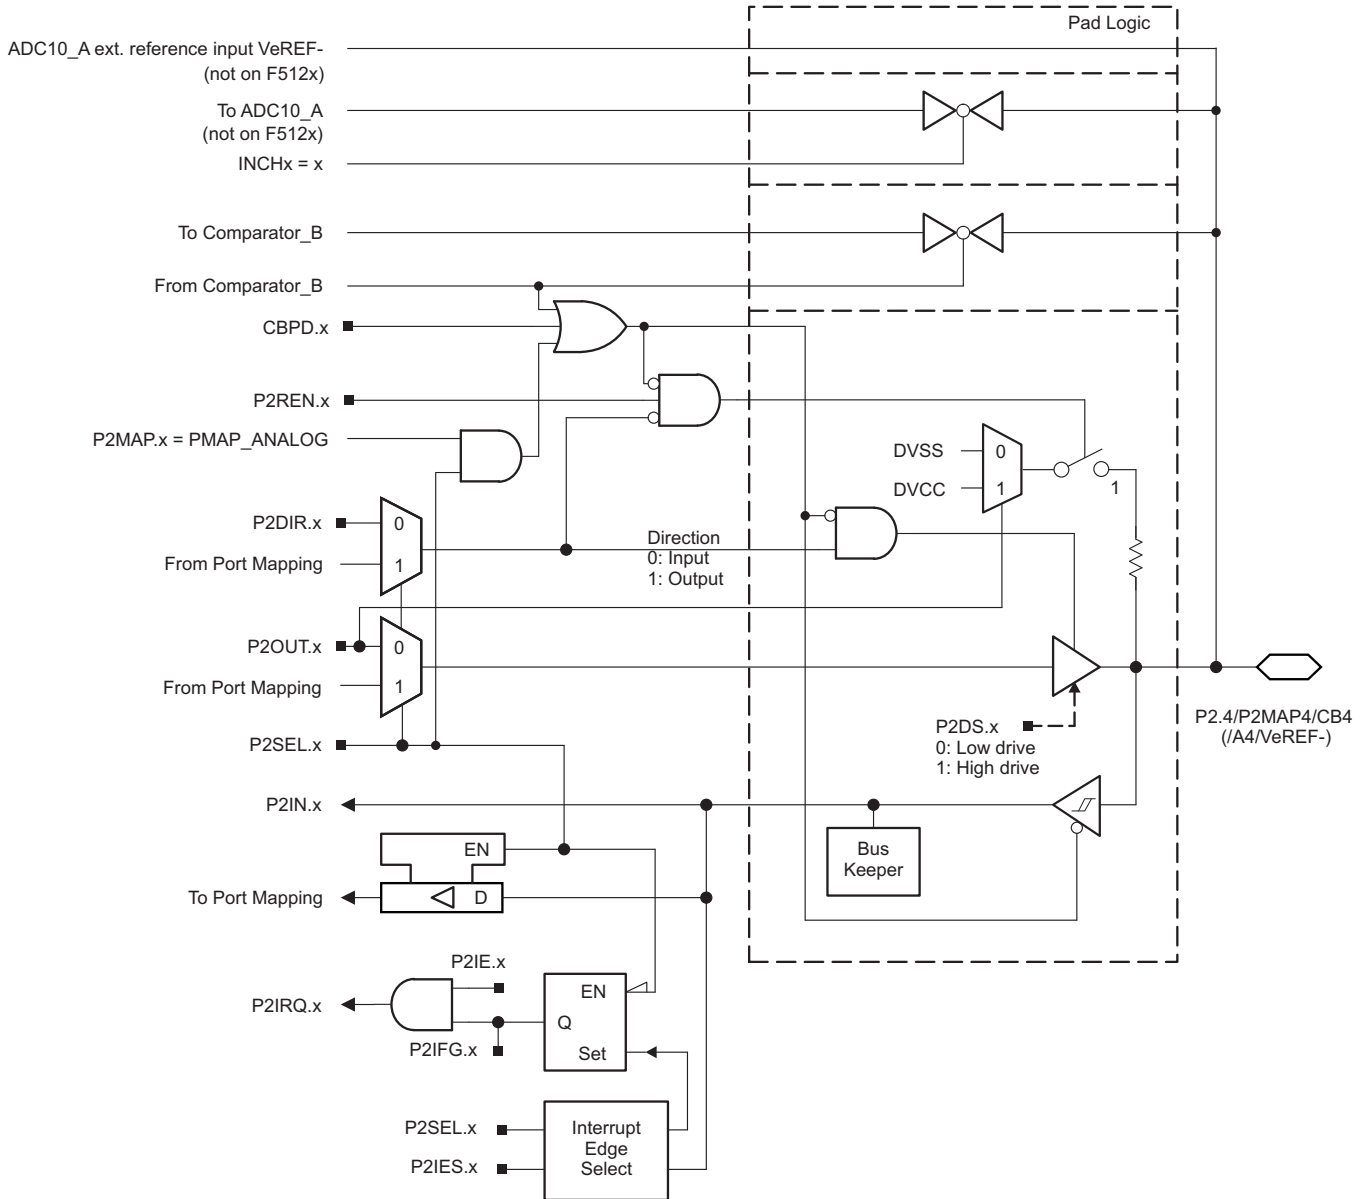 Pad Logic
ADC10_A ext. reference input VeREF-
(not on F512x)
To ADC10_A
(not on F512x)
INCHx = x
To Comparator_B
From Comparator_B
CBPD.x
P2REN.x
P2MAP.x = PMAP_ANALOG
DVSS
0
DVCC
1
1
P2DIR.x
0
Direction
0: Input
1: Output
From Port Mapping
1
P2OUT.x
0
From Port Mapping
1
P2.4/P2MAP4/CB4
(/A4/VeREF-)
P2DS.x
0: Low drive
1: High drive
P2SEL.x
P2IN.x
EN
Bus
Keeper
To Port Mapping
D
P2IE.x
EN
P2IRQ.x
Q
P2IFG.x
Set
P2SEL.x
P2IES.x
Interrupt
Edge
Select